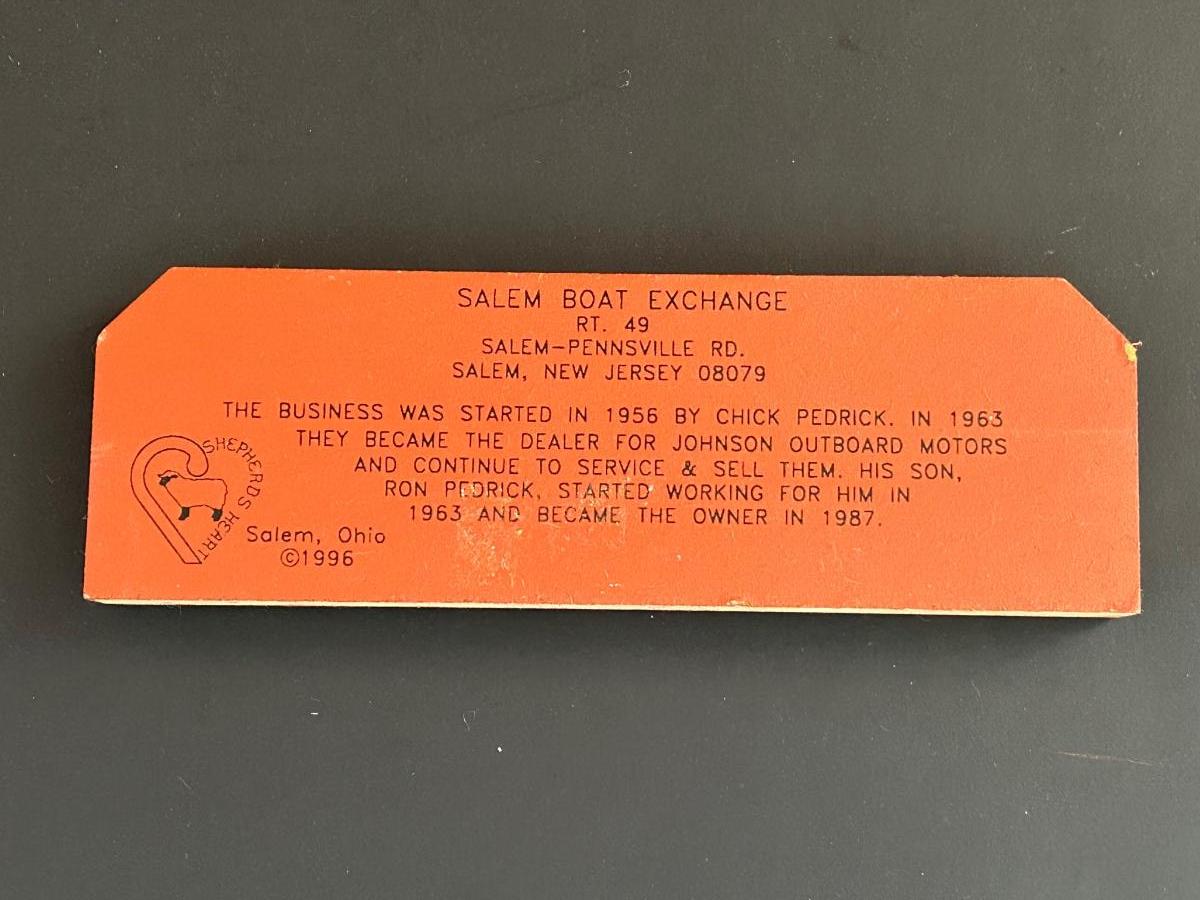 SALEM BOAT EXCHANGE
RT. 49
SALEM-PENNSVILLE RD.
SALEM, NEW JERSEY 08079
THE BUSINESS WAS STARTED IN 1956 BY CHICK PEDRICK. IN 1963
THEY BECAME THE DEALER FOR JOHNSON OUTBOARD MOTORS
AND CONTINUE TO SERVICE & SELL THEM. HIS SON,
RON PEDRICK, STARTED WORKING FOR HIM IN
1963 AND BECAME THE OWNER IN 1987.
SHEPHERDS HEART
Salem, Ohio
©1996